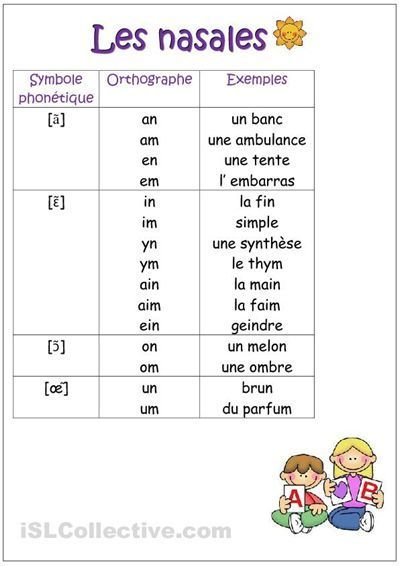 Les nasales
Symbole phonétique Orthographe Exemples
[ɑ̃] an un banc
am une ambulance
en une tente
em l' embarras
[ɛ̃] in la fin
im simple
yn une synthèse
ym le thym
ain la main
aim la faim
ein geindre
[ɔ̃] on un melon
om une ombre
[œ̃] un brun
um du parfum
A B
iSLCollective.com